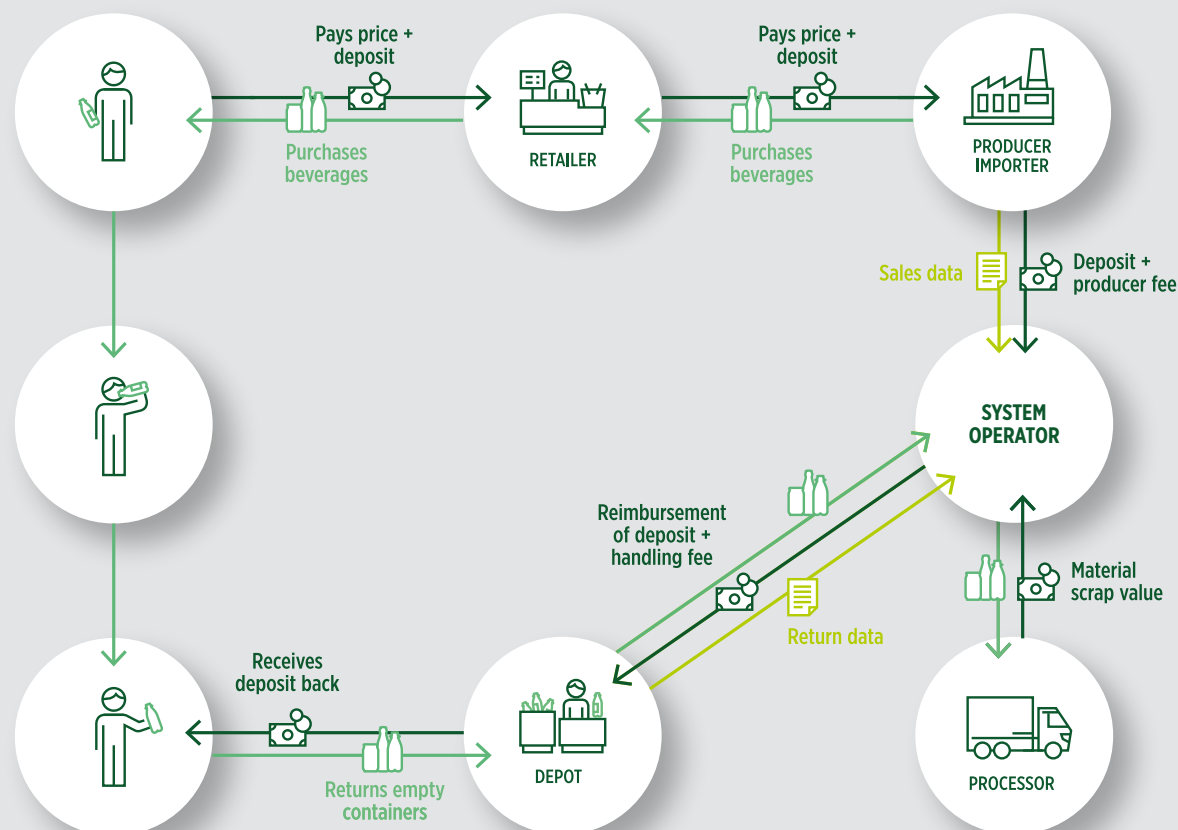 Pays price +
deposit
Purchases
beverages
RETAILER
Pays price +
deposit
Purchases
beverages
PRODUCER
IMPORTER
Sales data
Deposit +
producer fee
SYSTEM
OPERATOR
Reimbursement
of deposit +
handling fee
Return data
Material
scrap value
Receives
deposit back
Returns empty
containers
DEPOT
PROCESSOR